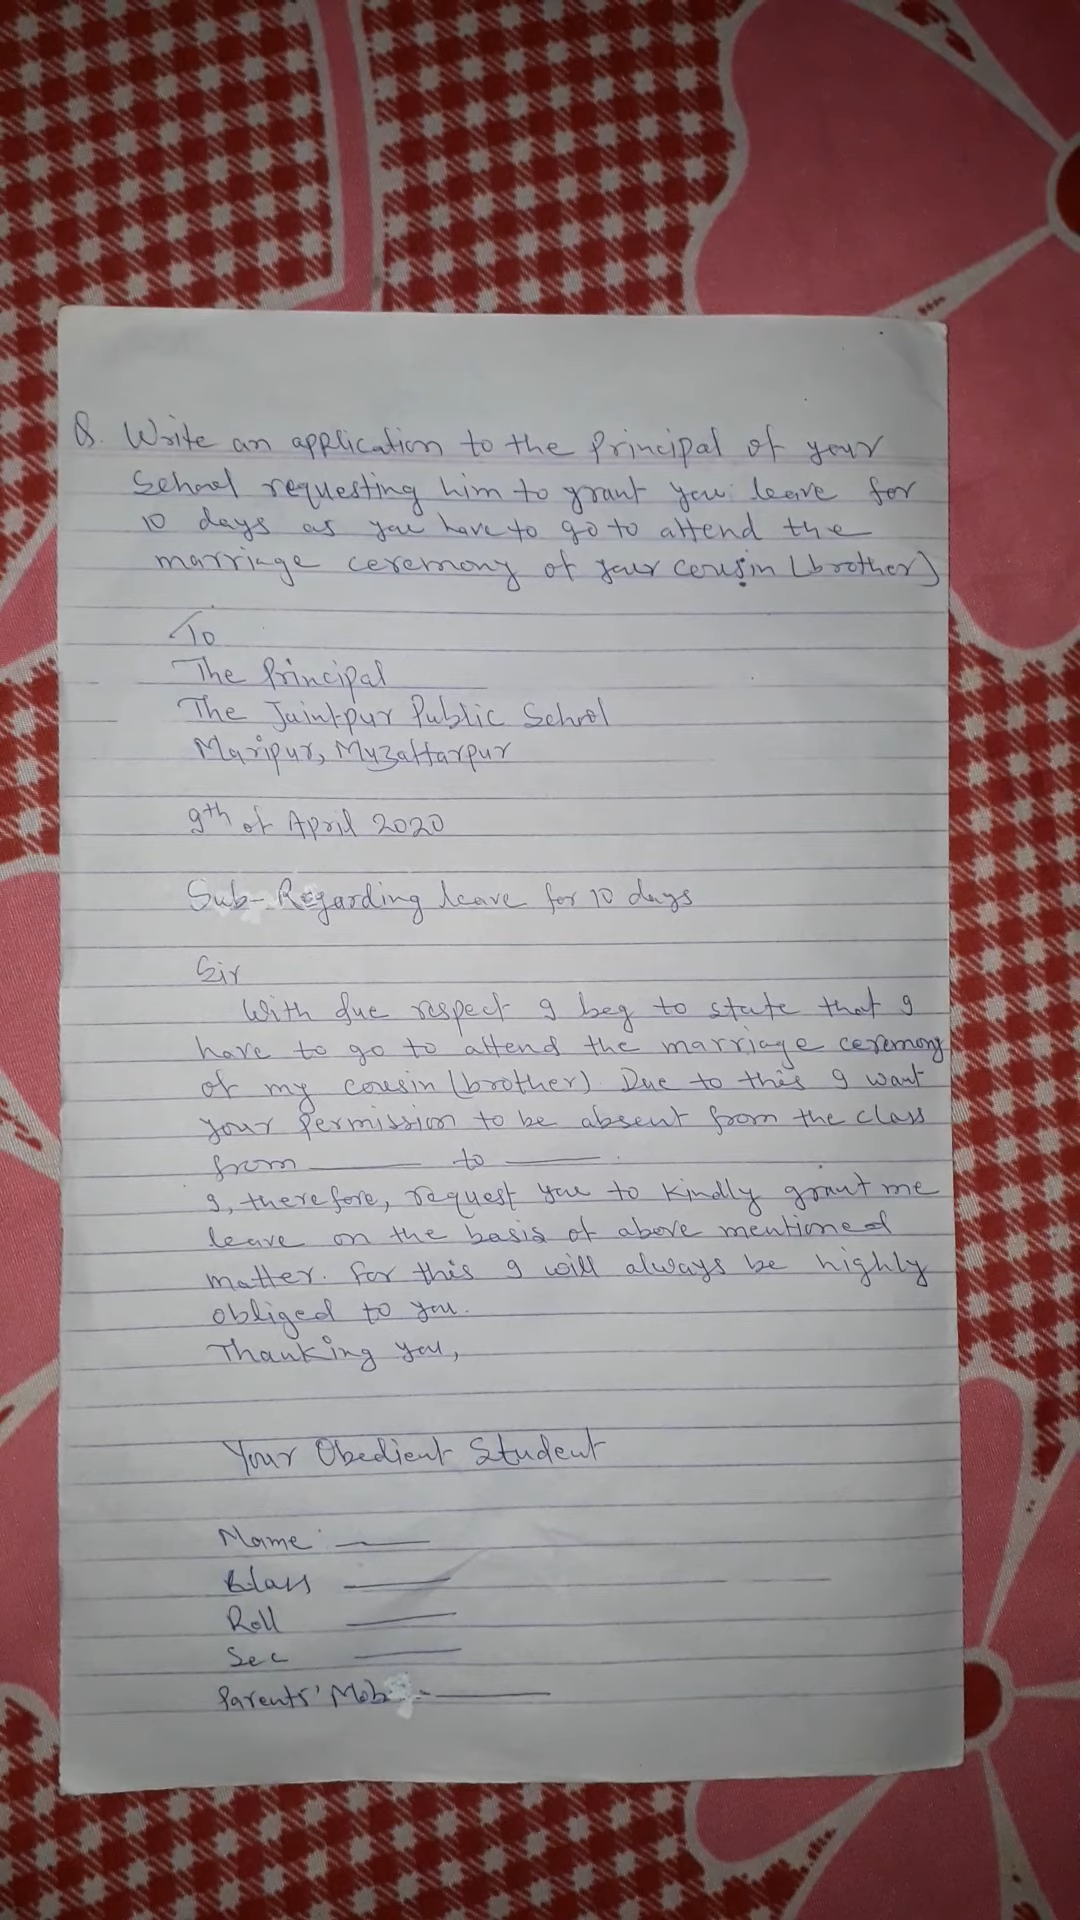 Q. Write an application to the Principal of your
School requesting him to grant you leave for
10 days as you have to go to attend the
marriage ceremony of your cousin (brother)
To
The Principal
The Jaintpur Public School
Maripur, Muzaffarpur
9th of April 2020
Sub- Regarding leave for 10 days
Sir
With due respect I beg to state that I
have to go to attend the marriage ceremony
of my cousin (brother). Due to this I want
your permission to be absent from the class
from ——— to ———.
I, therefore, request you to kindly grant me
leave on the basis of above mentioned
matter. For this I will always be highly
obliged to you.
Thanking you,
Your Obedient Student
Name: ———
Class ———
Roll ———
Sec ———
Parents' Mob :- ———